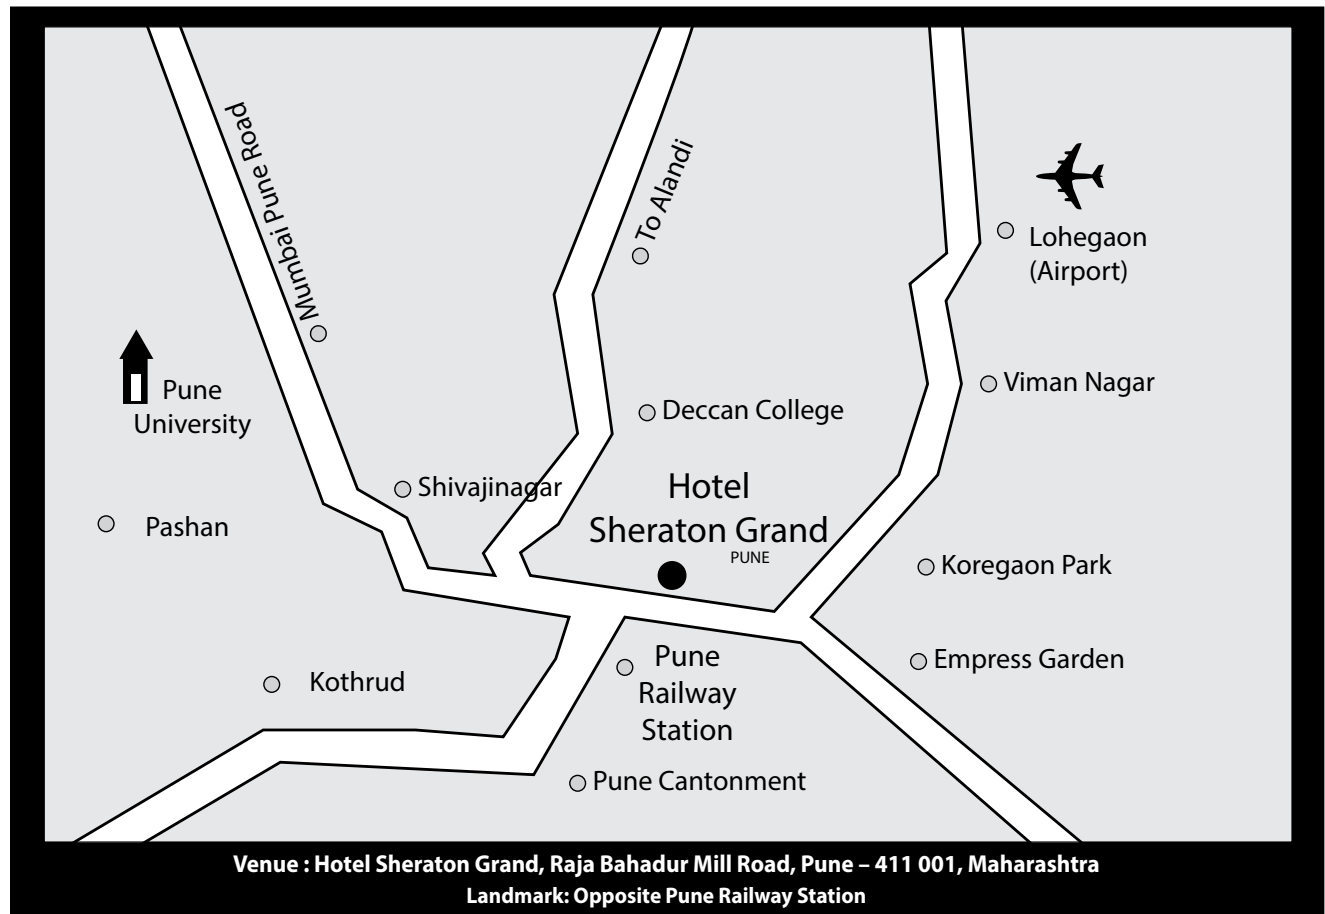 Mumbai Pune Road
To Alandi
Lohegaon
(Airport)
Pune
University
Viman Nagar
Deccan College
Shivajinagar
Hotel
Sheraton Grand
PUNE
Pashan
Koregaon Park
Empress Garden
Pune
Railway
Station
Kothrud
Pune Cantonment
Venue : Hotel Sheraton Grand, Raja Bahadur Mill Road, Pune – 411 001, Maharashtra
Landmark: Opposite Pune Railway Station